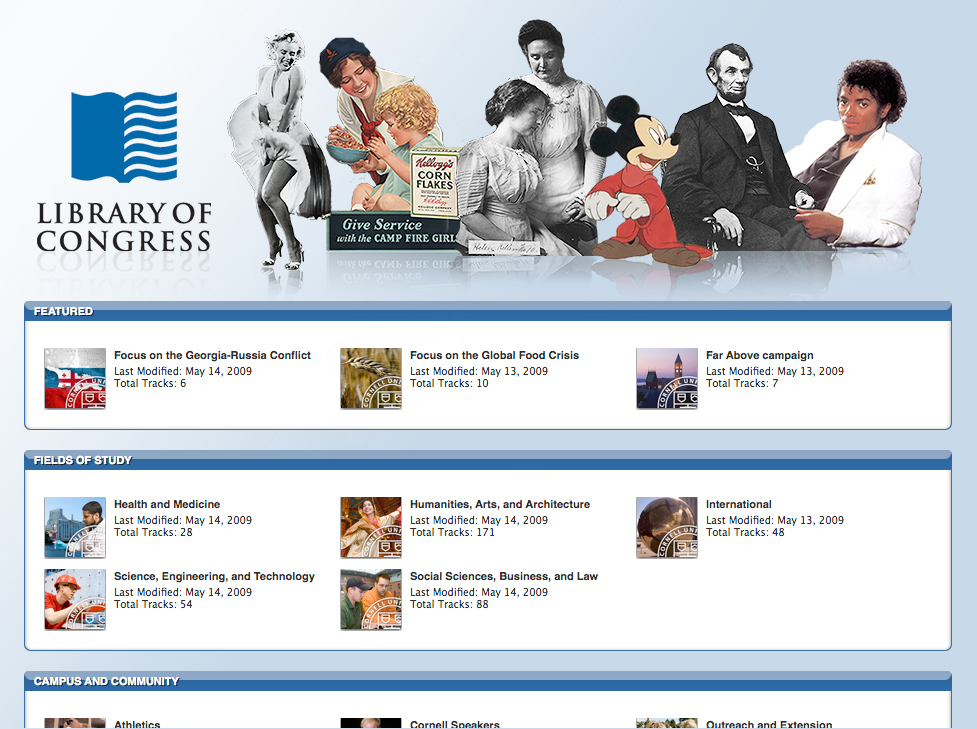 LIBRARY OF
CONGRESS
Kellogg's
CORN
FLAKES
Give Service
with the CAMP FIRE GIRLS
FEATURED
Focus on the Georgia-Russia Conflict
Last Modified: May 14, 2009
Total Tracks: 6
Focus on the Global Food Crisis
Last Modified: May 13, 2009
Total Tracks: 10
Far Above campaign
Last Modified: May 13, 2009
Total Tracks: 7
FIELDS OF STUDY
Health and Medicine
Last Modified: May 14, 2009
Total Tracks: 28
Humanities, Arts, and Architecture
Last Modified: May 14, 2009
Total Tracks: 171
International
Last Modified: May 13, 2009
Total Tracks: 48
Science, Engineering, and Technology
Last Modified: May 14, 2009
Total Tracks: 54
Social Sciences, Business, and Law
Last Modified: May 14, 2009
Total Tracks: 88
CAMPUS AND COMMUNITY
Athletics
Cornell Speakers
Outreach and Extension